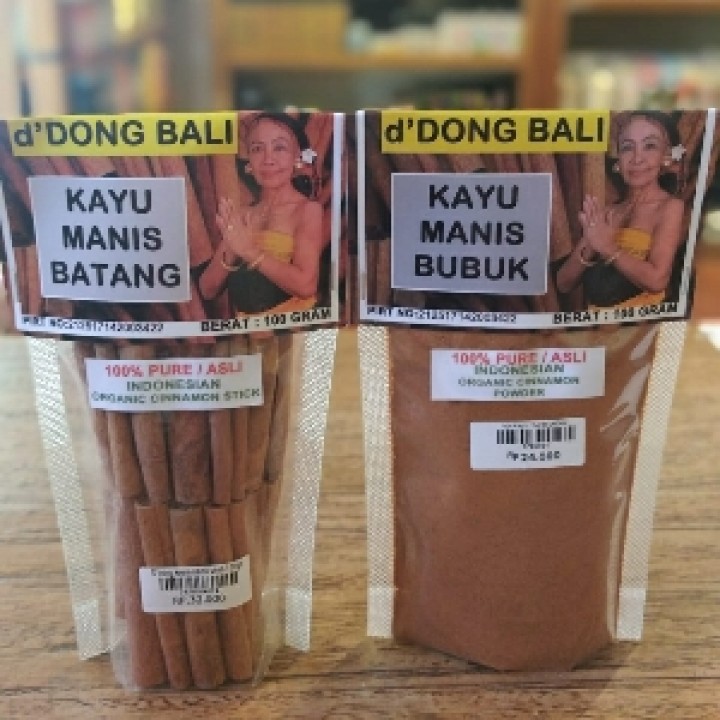 d'DONG BALI
KAYU
MANIS
BATANG
BERAT : 100 GRAM
100% PURE / ASLI
INDONESIAN
ORGANIC CINNAMON STICK
d'DONG BALI
KAYU
MANIS
BUBUK
BERAT : 100 GRAM
100% PURE / ASLI
INDONESIAN
ORGANIC CINNAMON
POWDER